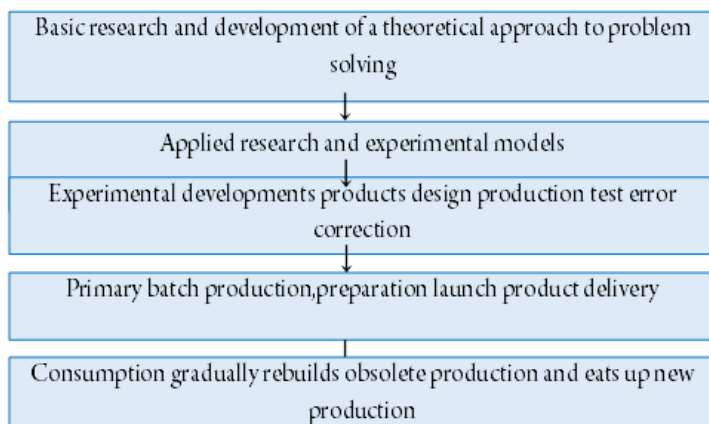 Basic research and development of a theoretical approach to problem
solving
Applied research and experimental models
Experimental developments products design production test error
correction
Primary batch production,preparation launch product delivery
Consumption gradually rebuilds obsolete production and eats up new
production